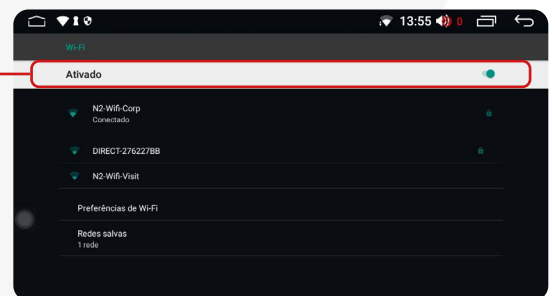 13:55 0
Wi-Fi
Ativado
N2-Wifi-Corp
Conectado
DIRECT-276227BB
N2-Wifi-Visit
Preferências de Wi-Fi
Redes salvas
1 rede